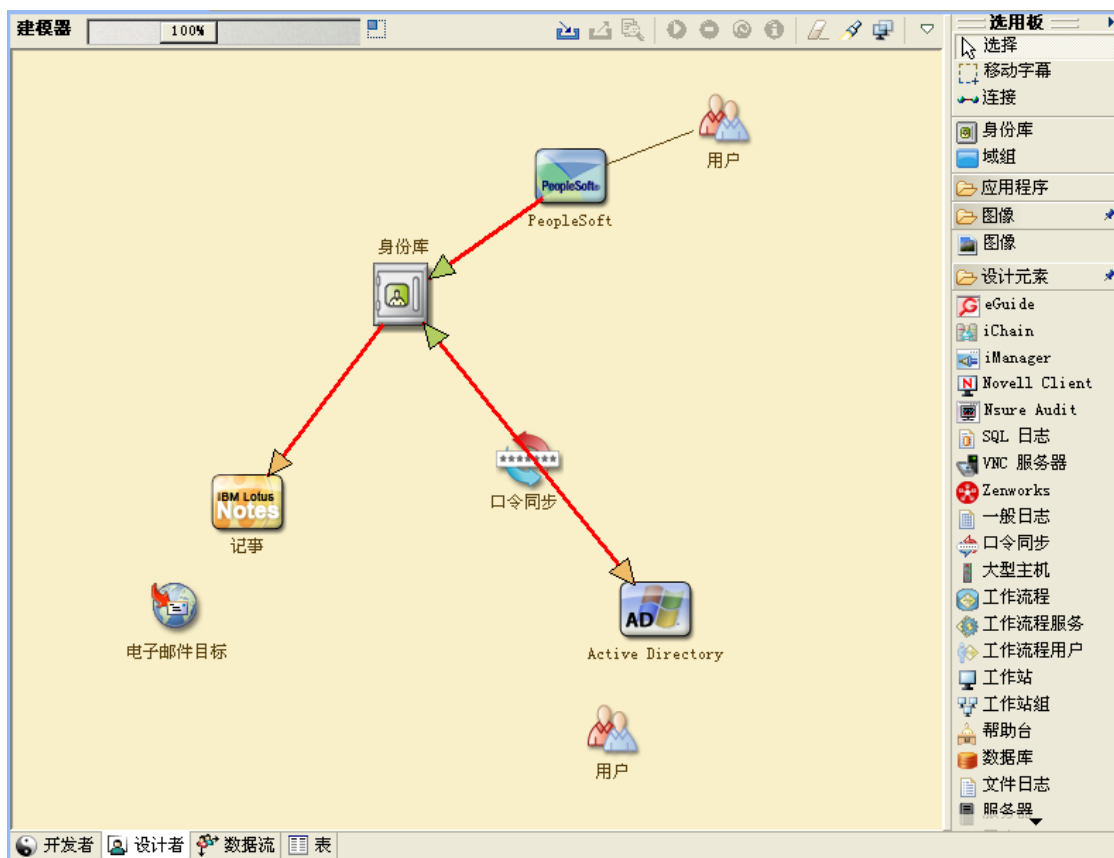 建模器
100%
选用板
选择
移动字幕
连接
身份库
域组
应用程序
图像
图像
设计元素
eGuide
iChain
iManager
Novell Client
Nsure Audit
SQL 日志
VNC 服务器
Zenworks
一般日志
口令同步
大型主机
工作流程
工作流程服务
工作流程用户
工作站
工作站组
帮助台
数据库
文件日志
服务器
用户
PeopleSoft
PeopleSoft
身份库
*******
口令同步
IBM Lotus
Notes
记事
电子邮件目标
AD
Active Directory
用户
开发者
设计者
数据流
表